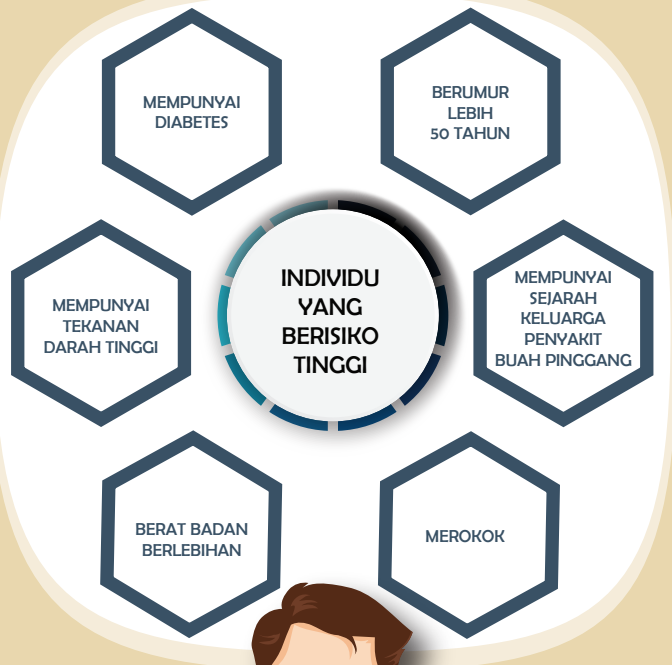 MEMPUNYAI
DIABETES
BERUMUR
LEBIH
50 TAHUN
MEMPUNYAI
TEKANAN
DARAH TINGGI
INDIVIDU
YANG
BERISIKO
TINGGI
MEMPUNYAI
SEJARAH
KELUARGA
PENYAKIT
BUAH PINGGANG
BERAT BADAN
BERLEBIHAN
MEROKOK